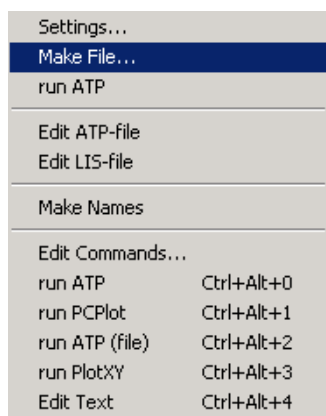 Settings...
Make File...
run ATP
Edit ATP-file
Edit LIS-file
Make Names
Edit Commands...
run ATP Ctrl+Alt+0
run PCPlot Ctrl+Alt+1
run ATP (file) Ctrl+Alt+2
run PlotXY Ctrl+Alt+3
Edit Text Ctrl+Alt+4